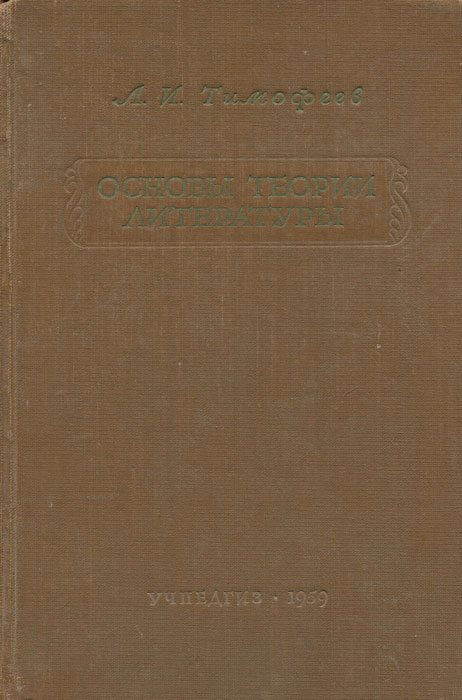 Л. И. Тимофеев
ОСНОВЫ ТЕОРИИ
ЛИТЕРАТУРЫ
УЧПЕДГИЗ · 1959